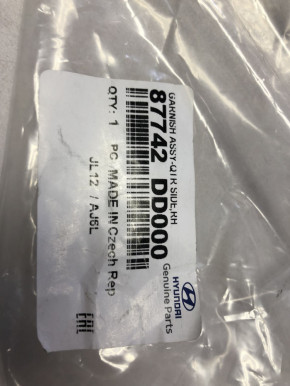 GARNISH ASSY-QTR SIDE,RH
87742 DD000
QTY: 1 PC /MADE IN Czech Rep
JL12 / AJ5L
HYUNDAI
Genuine Parts
EAC